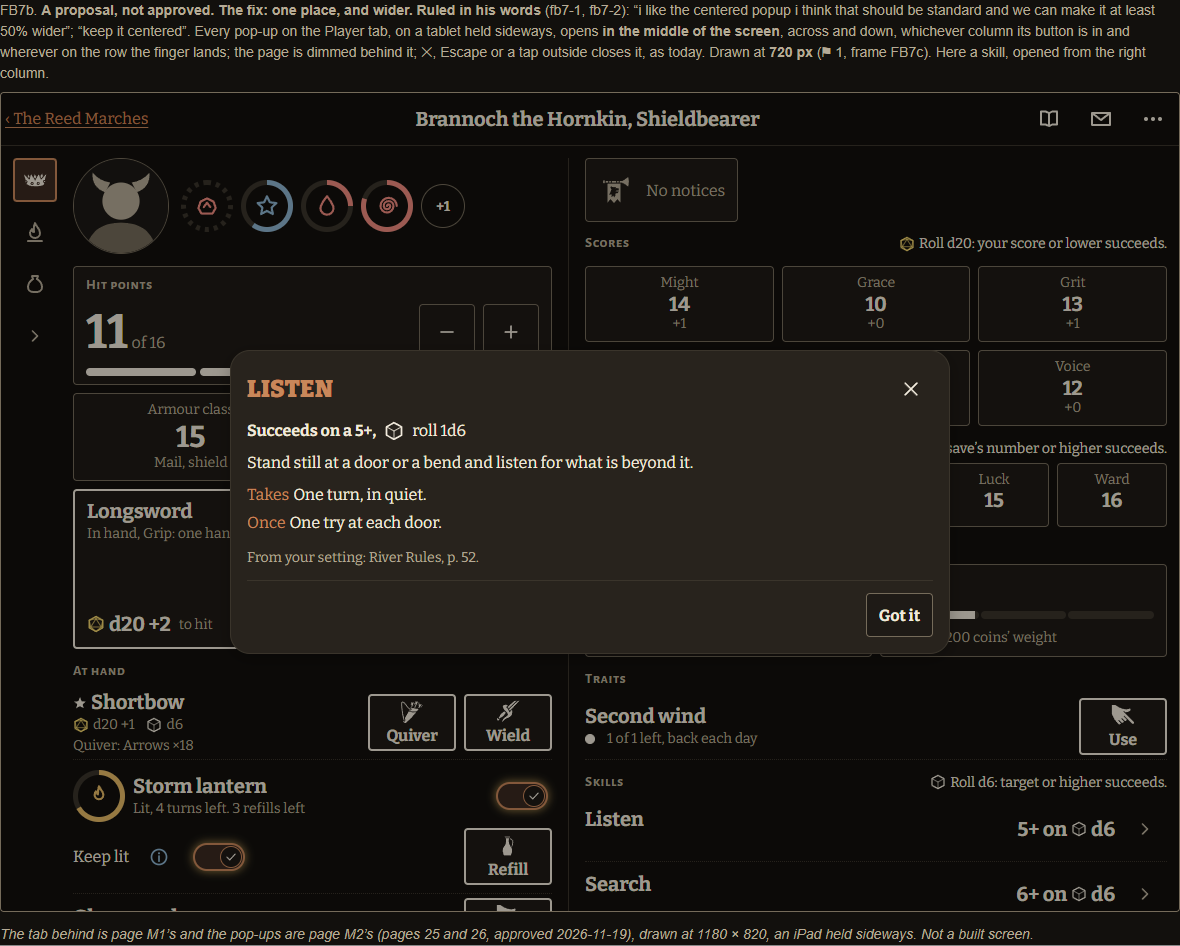 FB7b. A proposal, not approved. The fix: one place, and wider. Ruled in his words (fb7-1, fb7-2): “i like the centered popup i think that should be standard and we can make it at least
50% wider”; “keep it centered”. Every pop-up on the Player tab, on a tablet held sideways, opens in the middle of the screen, across and down, whichever column its button is in and
wherever on the row the finger lands; the page is dimmed behind it; ✕, Escape or a tap outside closes it, as today. Drawn at 720 px (⚑ 1, frame FB7c). Here a skill, opened from the right
column.
‹ The Reed Marches
Brannoch the Hornkin, Shieldbearer
+1
No notices
SCORES
Roll d20: your score or lower succeeds.
HIT POINTS
11 of 16
Might
14
+1
Grace
10
+0
Grit
13
+1
Voice
12
+0
Armour clas
15
Mail, shield
save’s number or higher succeeds.
Luck
15
Ward
16
Longsword
In hand, Grip: one han
d20 +2 to hit
LISTEN
Succeeds on a 5+, roll 1d6
Stand still at a door or a bend and listen for what is beyond it.
Takes One turn, in quiet.
Once One try at each door.
From your setting: River Rules, p. 52.
Got it
200 coins’ weight
AT HAND
Shortbow
d20 +1 d6
Quiver: Arrows ×18
Quiver
Wield
Storm lantern
Lit, 4 turns left. 3 refills left
Keep lit
Refill
TRAITS
Second wind
1 of 1 left, back each day
Use
SKILLS
Roll d6: target or higher succeeds.
Listen
5+ on d6
Search
6+ on d6
The tab behind is page M1’s and the pop-ups are page M2’s (pages 25 and 26, approved 2026-11-19), drawn at 1180 × 820, an iPad held sideways. Not a built screen.